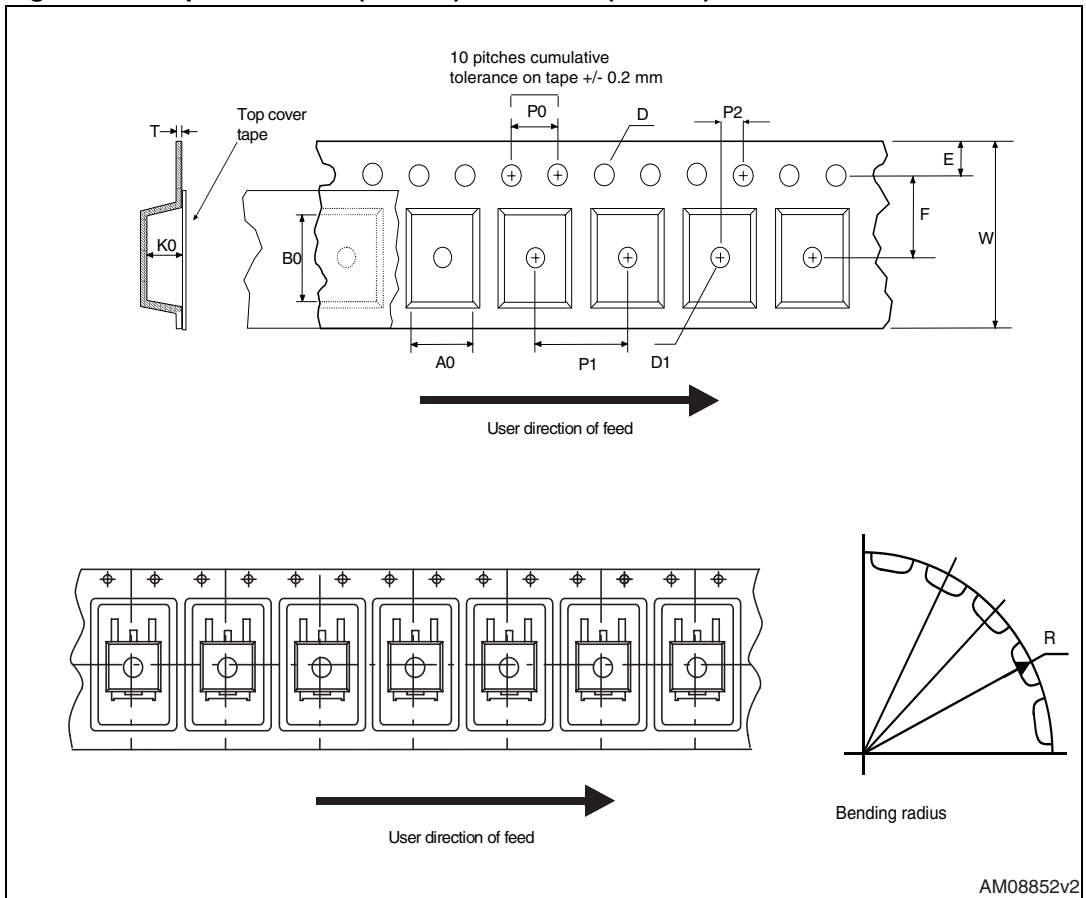 10 pitches cumulative
tolerance on tape +/- 0.2 mm
P0
D
P2
T
Top cover
tape
E
F
W
K0
B0
A0
P1
D1
User direction of feed
R
User direction of feed
Bending radius
AM08852v2